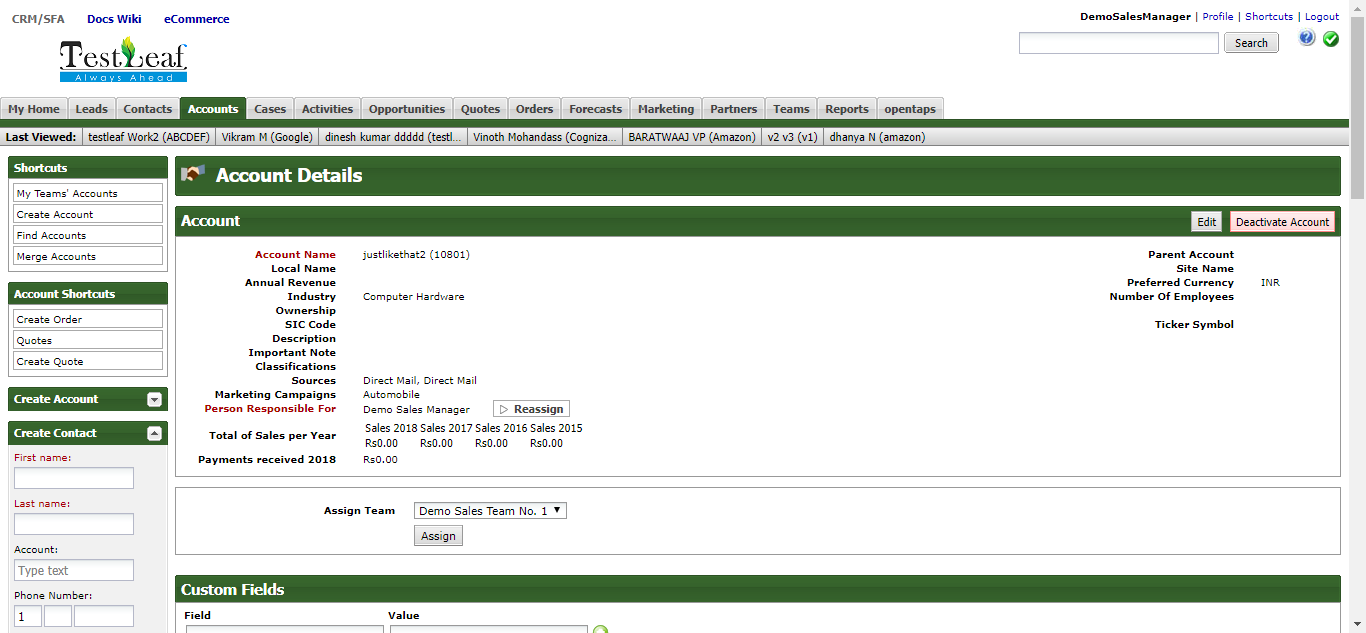 CRM/SFA Docs Wiki eCommerce
DemoSalesManager | Profile | Shortcuts | Logout
TestLeaf
Always Ahead
Search
My Home Leads Contacts Accounts Cases Activities Opportunities Quotes Orders Forecasts Marketing Partners Teams Reports opentaps
Last Viewed: testleaf Work2 (ABCDEF) Vikram M (Google) dinesh kumar ddddd (testl... Vinoth Mohandass (Cogniza... BARATWAAJ VP (Amazon) v2 v3 (v1) dhanya N (amazon)
Shortcuts
My Teams' Accounts
Create Account
Find Accounts
Merge Accounts
Account Shortcuts
Create Order
Quotes
Create Quote
Create Account
Create Contact
First name:
Last name:
Account:
Type text
Phone Number:
1
Account Details
Account
Edit Deactivate Account
Account Name justlikethat2 (10801) Parent Account
Local Name Site Name
Annual Revenue Preferred Currency INR
Industry Computer Hardware Number Of Employees
Ownership
SIC Code Ticker Symbol
Description
Important Note
Classifications
Sources Direct Mail, Direct Mail
Marketing Campaigns Automobile
Person Responsible For Demo Sales Manager Reassign
Total of Sales per Year Sales 2018 Sales 2017 Sales 2016 Sales 2015
Rs0.00 Rs0.00 Rs0.00 Rs0.00
Payments received 2018 Rs0.00
Assign Team Demo Sales Team No. 1
Assign
Custom Fields
Field Value